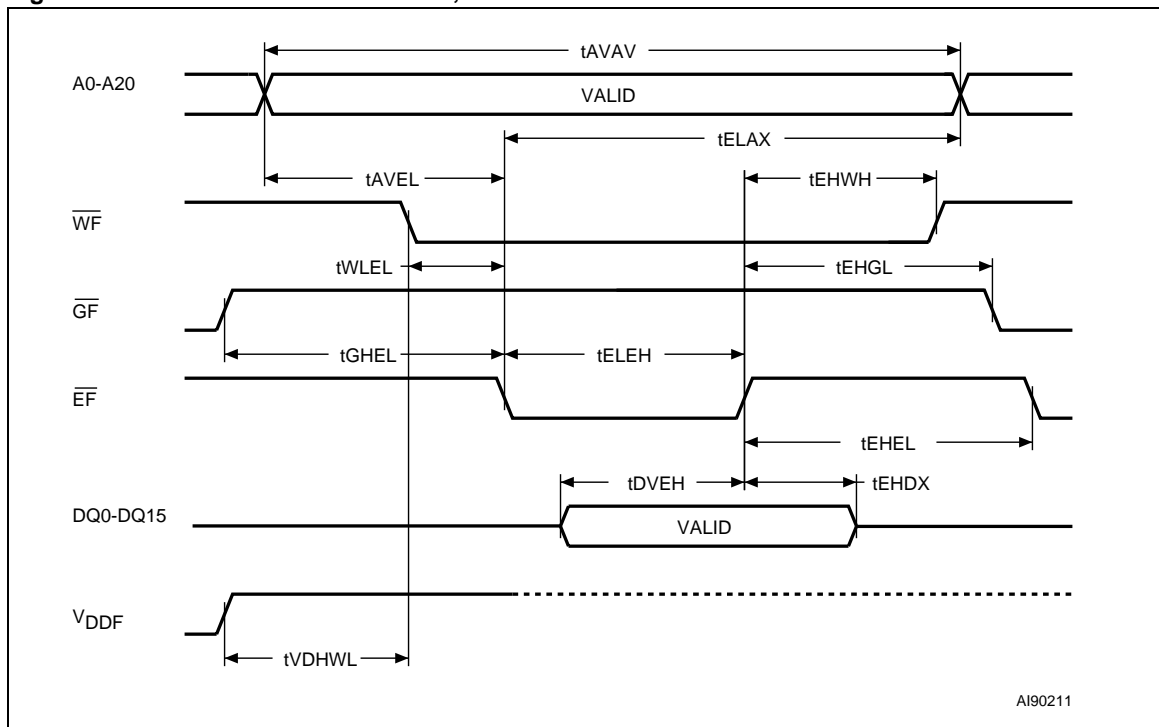 tAVAV
A0-A20
VALID
tELAX
tAVEL
tEHWH
WF
tWLEL
tEHGL
GF
tGHEL
tELEH
EF
tEHEL
tDVEH
tEHDX
DQ0-DQ15
VALID
VDDF
tVDHWL
AI90211